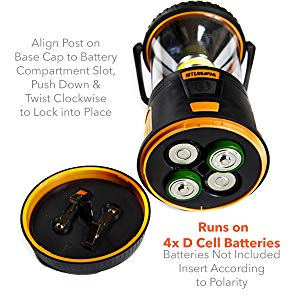 Align Post on
Base Cap to Battery
Compartment Slot,
Push Down &
Twist Clockwise
to Lock into Place
Runs on
4x D Cell Batteries
Batteries Not Included
Insert According
to Polarity